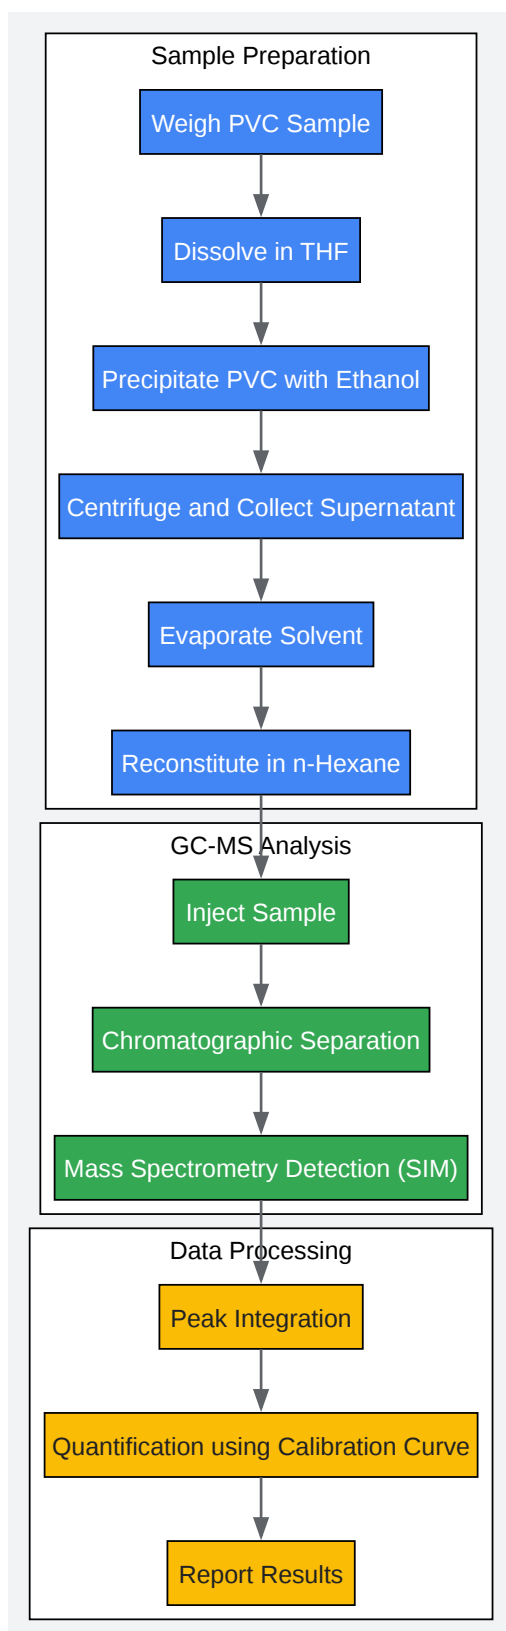 Sample Preparation
Weigh PVC Sample
Dissolve in THF
Precipitate PVC with Ethanol
Centrifuge and Collect Supernatant
Evaporate Solvent
Reconstitute in n-Hexane
GC-MS Analysis
Inject Sample
Chromatographic Separation
Mass Spectrometry Detection (SIM)
Data Processing
Peak Integration
Quantification using Calibration Curve
Report Results